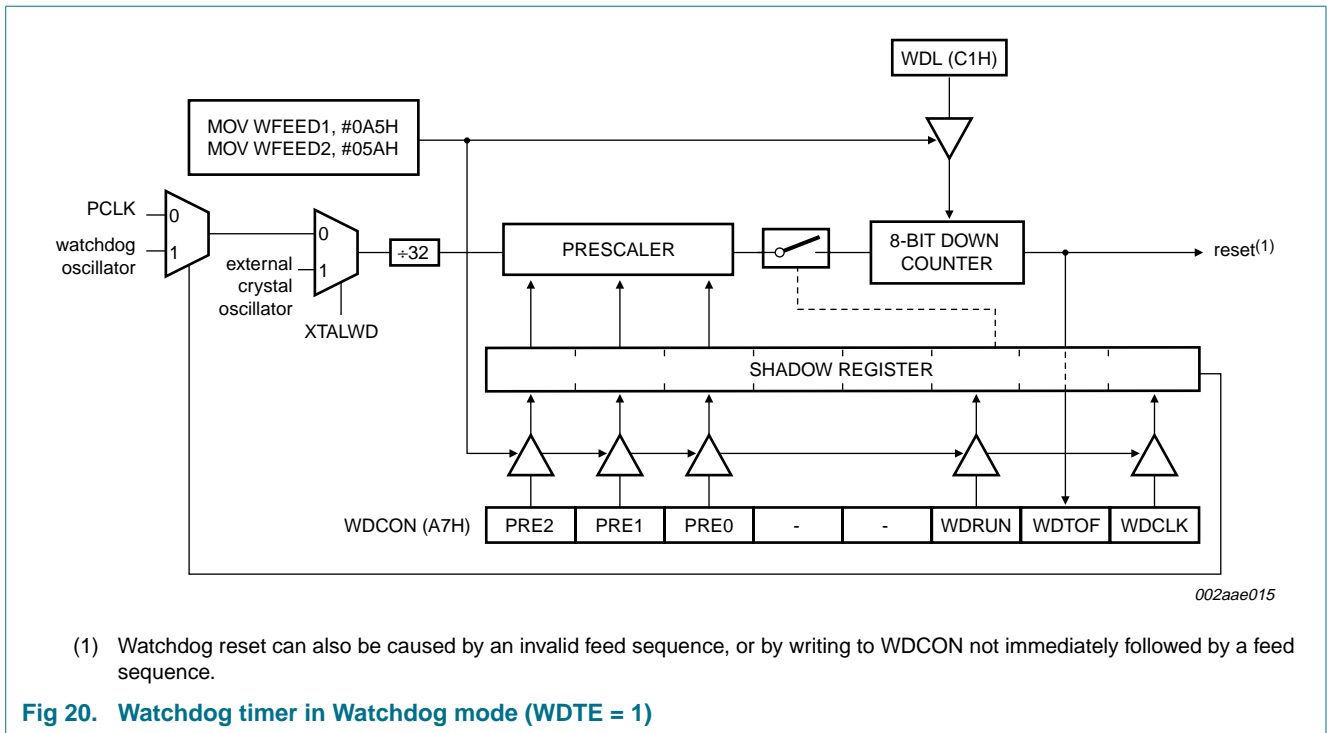 WDL (C1H)
MOV WFEED1, #0A5H
MOV WFEED2, #05AH
PCLK
0
watchdog
oscillator
1
0
external
crystal
oscillator
1
XTALWD
÷32
PRESCALER
8-BIT DOWN
COUNTER
reset(1)
SHADOW REGISTER
WDCON (A7H) PRE2 PRE1 PRE0 - - WDRUN WDTOF WDCLK
002aae015
(1) Watchdog reset can also be caused by an invalid feed sequence, or by writing to WDCON not immediately followed by a feed
sequence.
Fig 20. Watchdog timer in Watchdog mode (WDTE = 1)